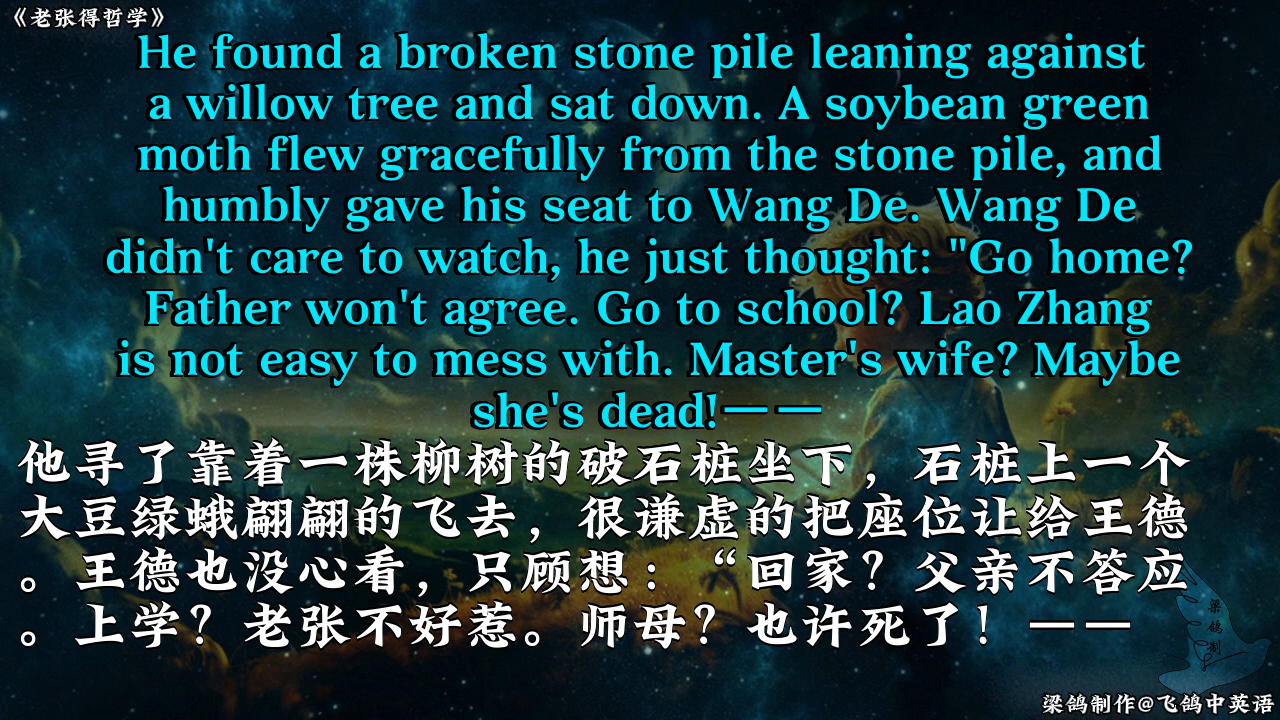 《老张得哲学》
He found a broken stone pile leaning against
a willow tree and sat down. A soybean green
moth flew gracefully from the stone pile, and
humbly gave his seat to Wang De. Wang De
didn't care to watch, he just thought: "Go home?
Father won't agree. Go to school? Lao Zhang
is not easy to mess with. Master's wife? Maybe
she's dead!——
他寻了靠着一株柳树的破石桩坐下，石桩上一个
大豆绿蛾翩翩的飞去，很谦虚的把座位让给王德
。王德也没心看，只顾想：“回家？父亲不答应
。上学？老张不好惹。师母？也许死了！——
梁鸽制
梁鸽制作@飞鸽中英语